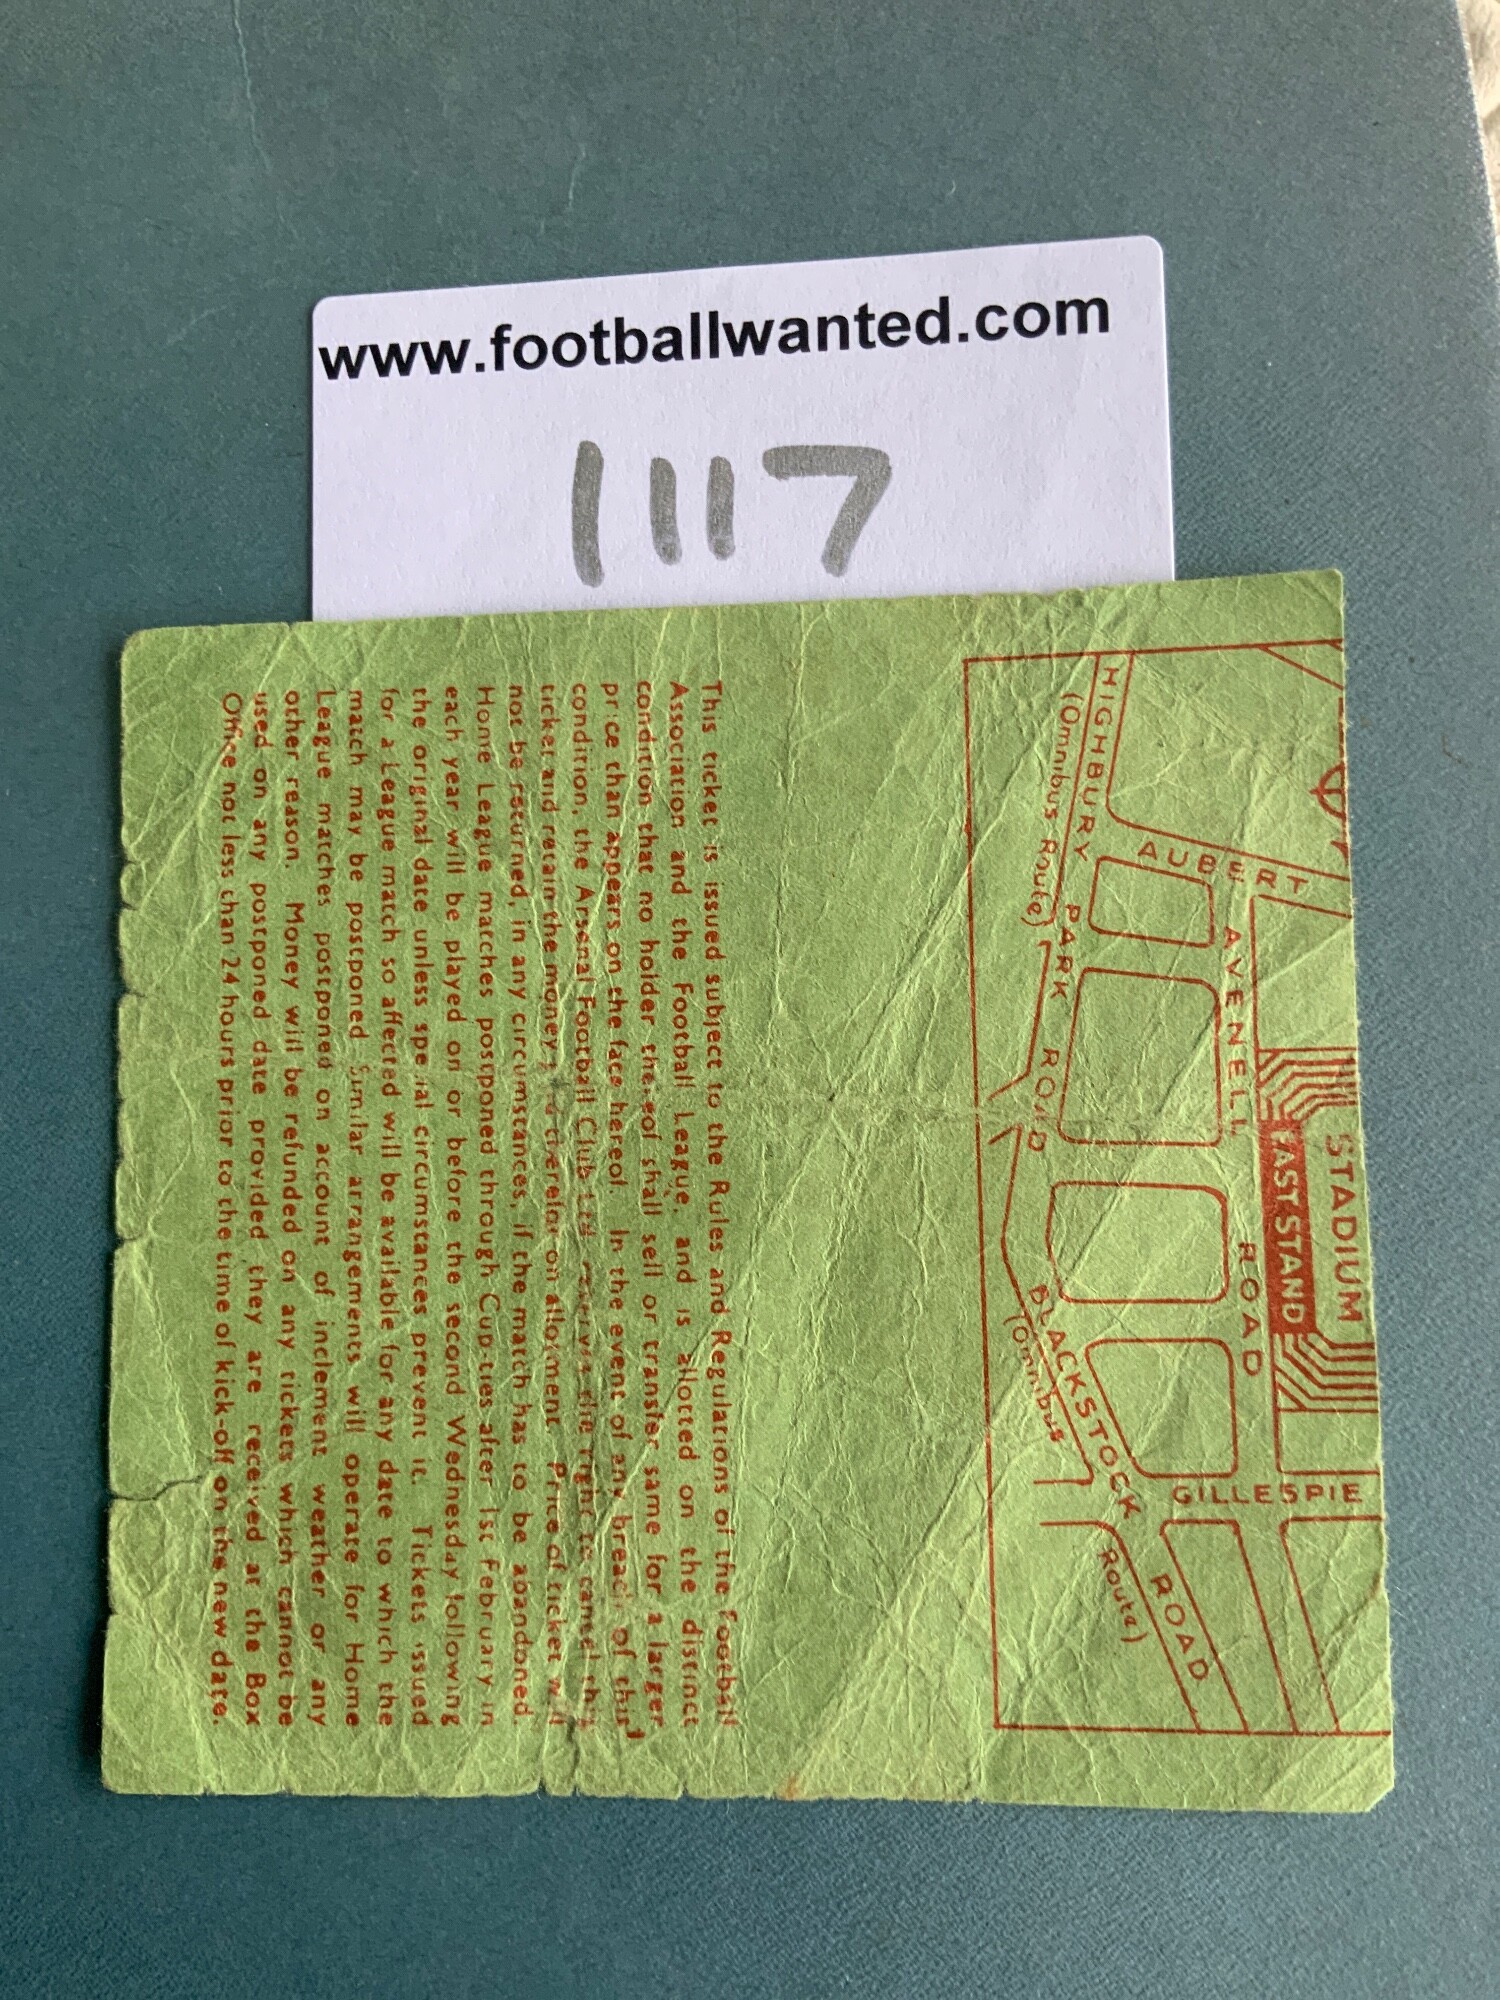 www.footballwanted.com
1117
STADIUM
EAST STAND
AUBERT
AVENELL ROAD
GILLESPIE
HIGHBURY PARK ROAD
(Omnibus Route)
BLACKSTOCK ROAD
(Omnibus Route)
This ticket is issued subject to the Rules and Regulations of the Football
Association and the Football League, and is allotted on the distinct
condition that no holder thereof shall sell or transfer same for a larger
price than appears on the face hereof. In the event of any breach of this
condition, the Arsenal Football Club Ltd. reserves the right to cancel this
ticket and retain the money paid therefor on allotment. Price of ticket will
not be returned, in any circumstances, if the match has to be abandoned.
Home League matches postponed through Cup-ties after 1st February in
each year will be played on or before the second Wednesday following
the original date unless special circumstances prevent it. Tickets issued
for a League match so affected will be available for any date to which the
match may be postponed. Similar arrangements will operate for Home
League matches postponed on account of inclement weather or any
other reason. Money will be refunded on any tickets which cannot be
used on any postponed date provided they are received at the Box
Office not less than 24 hours prior to the time of kick-off on the new date.